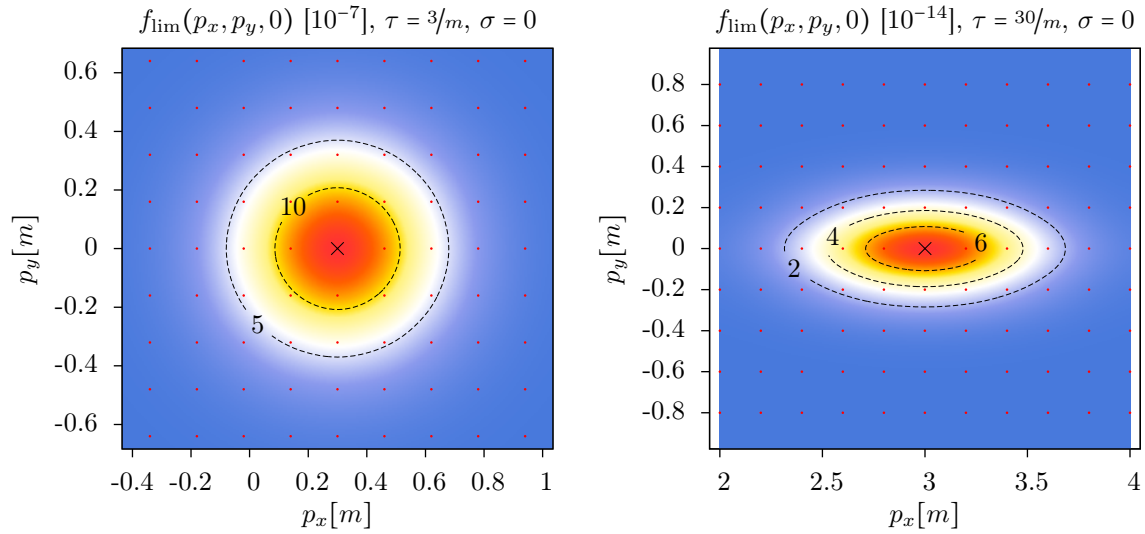 f_lim(p_x, p_y, 0) [10^-7], τ = 3/m, σ = 0
0.6
0.4
0.2
0
-0.2
-0.4
-0.6
p_y[m]
10
5
-0.4 -0.2 0 0.2 0.4 0.6 0.8 1
p_x[m]
f_lim(p_x, p_y, 0) [10^-14], τ = 30/m, σ = 0
0.8
0.6
0.4
0.2
0
-0.2
-0.4
-0.6
-0.8
p_y[m]
4
6
2
2 2.5 3 3.5 4
p_x[m]